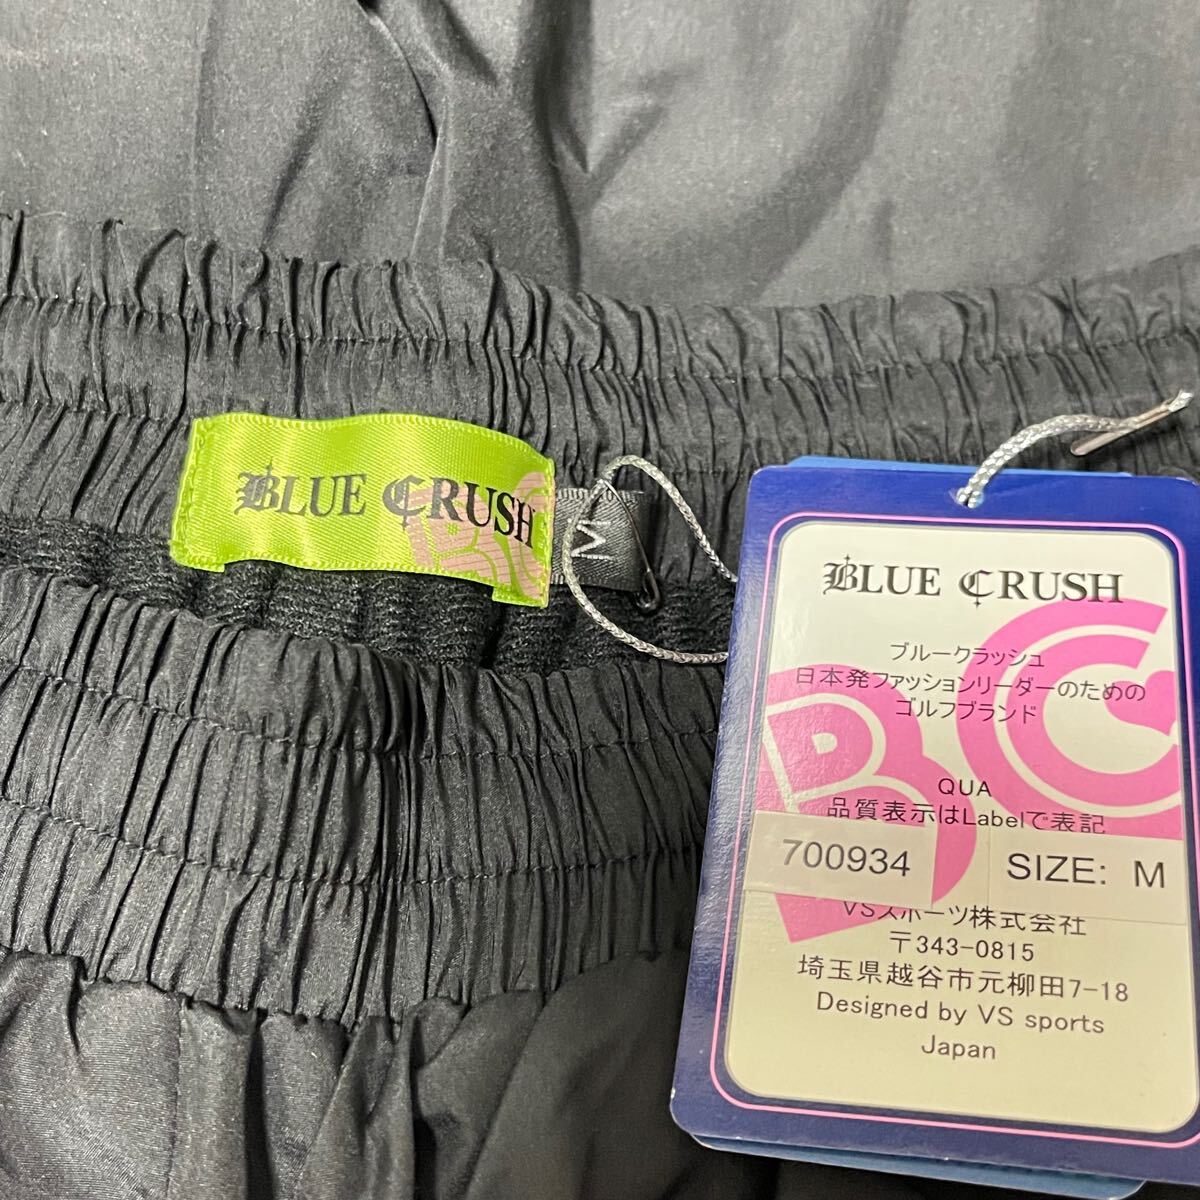 BLUE CRUSH
BC
M
BLUE CRUSH
ブルークラッシュ
日本発ファッションリーダーのための
ゴルフブランド
BC
QUA
品質表示はLabelで表記
700934
SIZE: M
VSスポーツ株式会社
〒343-0815
埼玉県越谷市元柳田7-18
Designed by VS sports
Japan